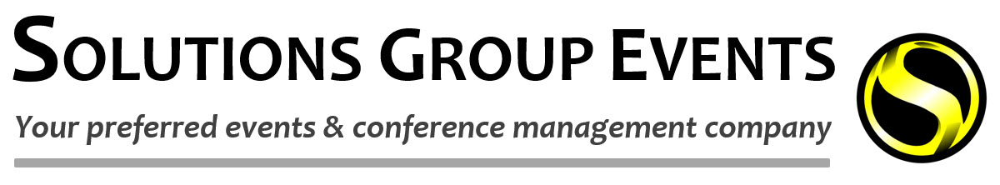 SOLUTIONS GROUP EVENTS
Your preferred events & conference management company